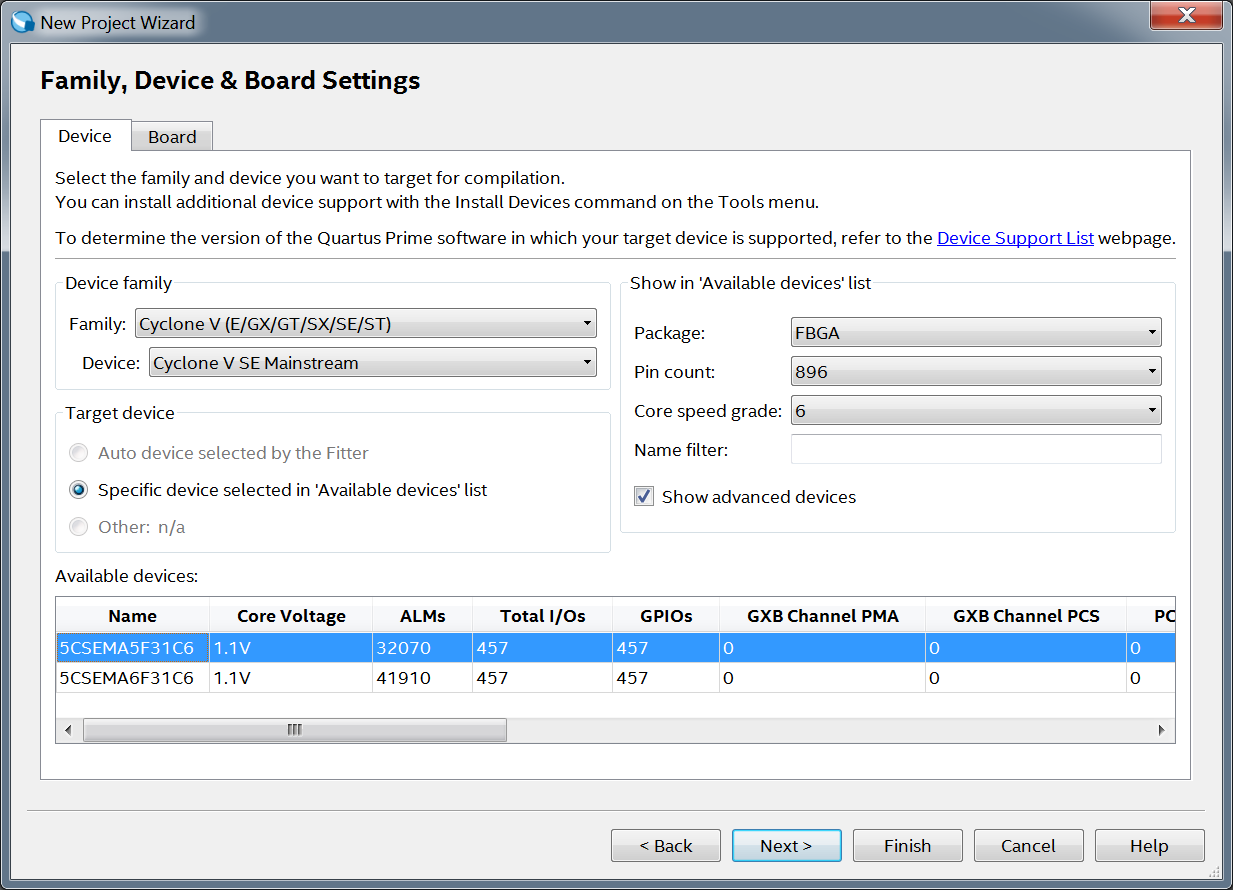 New Project Wizard
Family, Device & Board Settings
Device
Board
Select the family and device you want to target for compilation.
You can install additional device support with the Install Devices command on the Tools menu.
To determine the version of the Quartus Prime software in which your target device is supported, refer to the Device Support List webpage.
Device family
Family: Cyclone V (E/GX/GT/SX/SE/ST)
Device: Cyclone V SE Mainstream
Target device
Auto device selected by the Fitter
Specific device selected in 'Available devices' list
Other: n/a
Show in 'Available devices' list
Package: FBGA
Pin count: 896
Core speed grade: 6
Name filter:
Show advanced devices
Available devices:
Name Core Voltage ALMs Total I/Os GPIOs GXB Channel PMA GXB Channel PCS PC
5CSEMA5F31C6 1.1V 32070 457 457 0 0 0
5CSEMA6F31C6 1.1V 41910 457 457 0 0 0
< Back Next > Finish Cancel Help